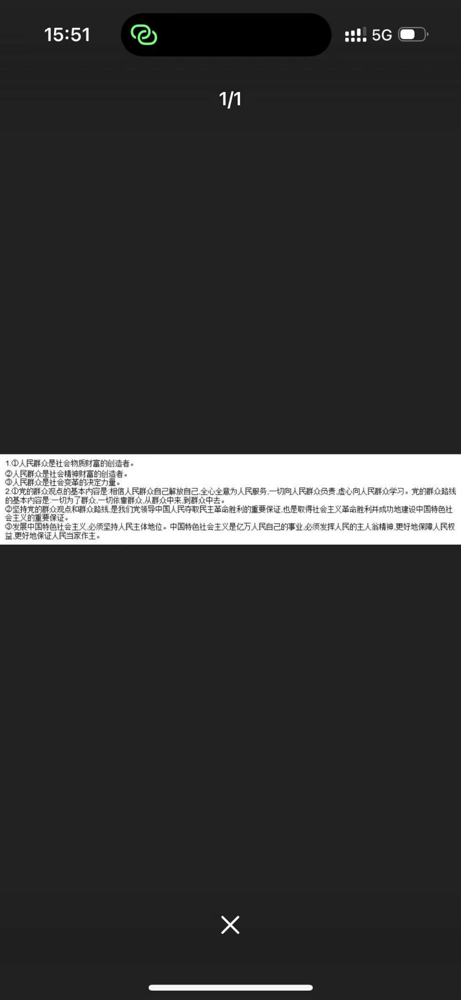 15:51
5G
1/1
1.①人民群众是社会物质财富的创造者。
②人民群众是社会精神财富的创造者。
③人民群众是社会变革的决定力量。
2.①党的群众观点的基本内容是:相信人民群众自己解放自己,全心全意为人民服务,一切向人民群众负责,虚心向人民群众学习。党的群众路线
的基本内容是:一切为了群众,一切依靠群众,从群众中来,到群众中去。
②坚持党的群众观点和群众路线,是我们党领导中国人民夺取民主革命胜利的重要保证,也是取得社会主义革命胜利并成功地建设中国特色社
会主义的重要保证。
③发展中国特色社会主义,必须坚持人民主体地位。中国特色社会主义是亿万人民自己的事业,必须发挥人民的主人翁精神,更好地保障人民权
益,更好地保证人民当家作主。